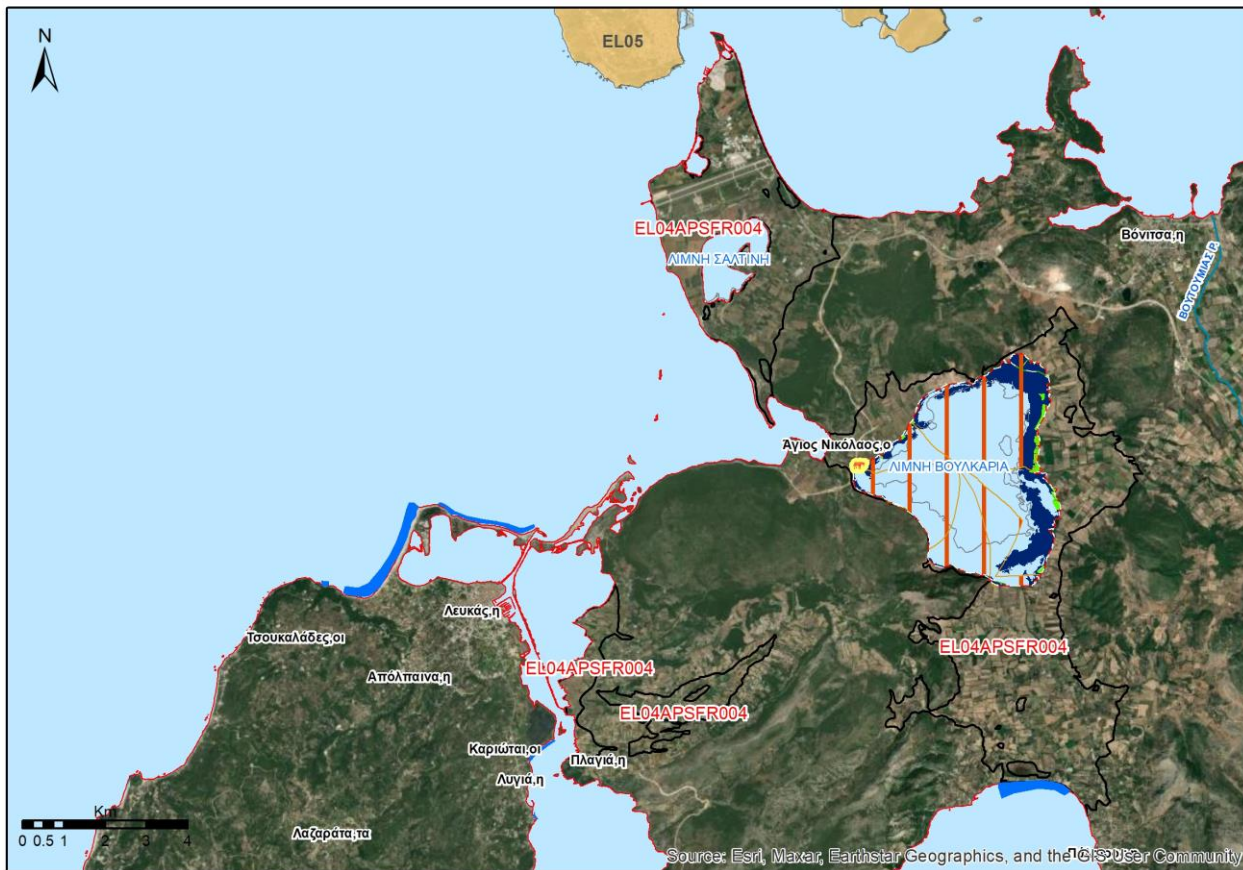 N
EL05
EL04APSFR004
ΛΙΜΝΗ ΣΑΛΤΙΝΗ
Βόνιτσα,η
ΒΟΥΤΟΥΜΙΑΣ Ρ.
Άγιος Νικόλαος,ο
ΛΙΜΝΗ ΒΟΥΛΚΑΡΙΑ
Λευκάς,η
Τσουκαλάδες,οι
Απόλπαινα,η
EL04APSFR004
EL04APSFR004
EL04APSFR004
Καριώται,οι
Πλαγιά,η
Λυγιά,η
Km
0 0.5 1 2 3 4
Λαζαράτα,τα
Source: Esri, Maxar, Earthstar Geographics, and the GIS User Community